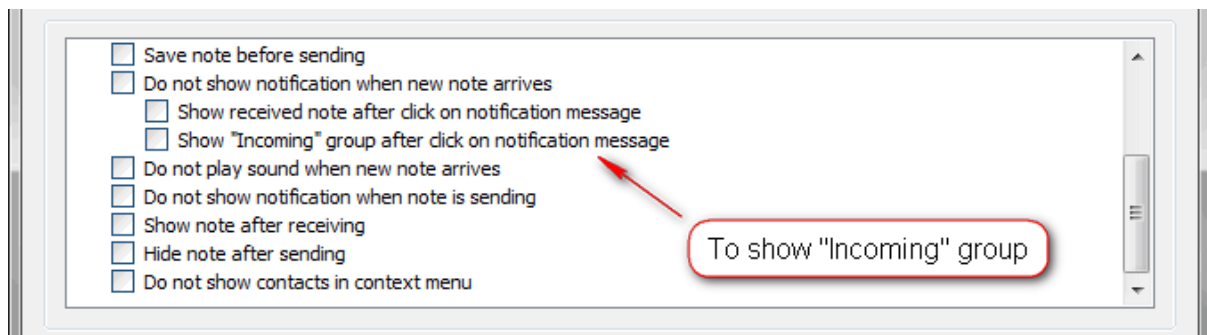 Save note before sending
Do not show notification when new note arrives
Show received note after click on notification message
Show "Incoming" group after click on notification message
Do not play sound when new note arrives
Do not show notification when note is sending
Show note after receiving
Hide note after sending
Do not show contacts in context menu
To show "Incoming" group